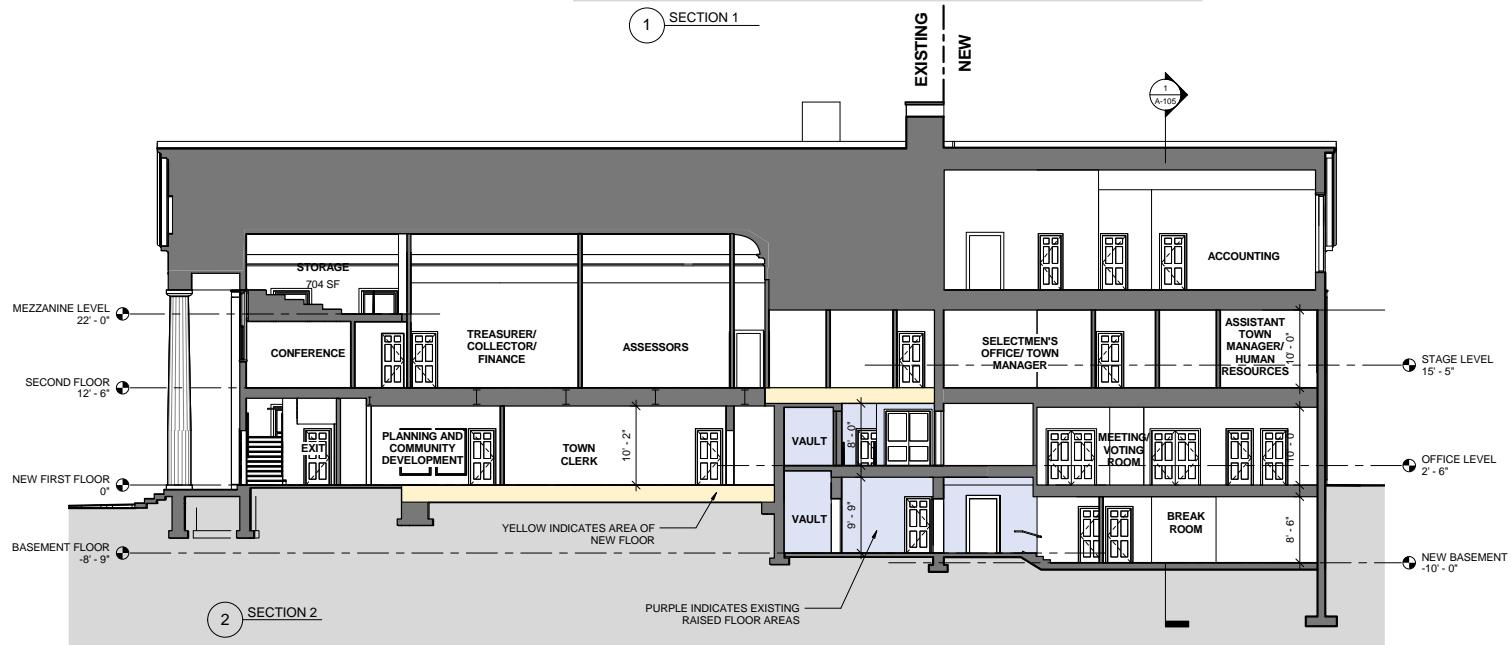 1
SECTION 1
EXISTING
NEW
1
A-105
ACCOUNTING
STORAGE
704 SF
MEZZANINE LEVEL
22' - 0"
CONFERENCE
TREASURER/
COLLECTOR/
FINANCE
ASSESSORS
SELECTMEN'S
OFFICE/ TOWN
MANAGER
ASSISTANT
TOWN
MANAGER/
HUMAN
RESOURCES
10' - 0"
STAGE LEVEL
15' - 5"
SECOND FLOOR
12' - 6"
EXIT
PLANNING AND
COMMUNITY
DEVELOPMENT
TOWN
CLERK
10' - 2"
VAULT
8' - 0"
MEETING/
VOTING
ROOM
10' - 0"
OFFICE LEVEL
2' - 6"
NEW FIRST FLOOR
0"
VAULT
9' - 9"
BREAK
ROOM
8' - 6"
YELLOW INDICATES AREA OF
NEW FLOOR
BASEMENT FLOOR
-8' - 9"
NEW BASEMENT
-10' - 0"
2
SECTION 2
PURPLE INDICATES EXISTING
RAISED FLOOR AREAS